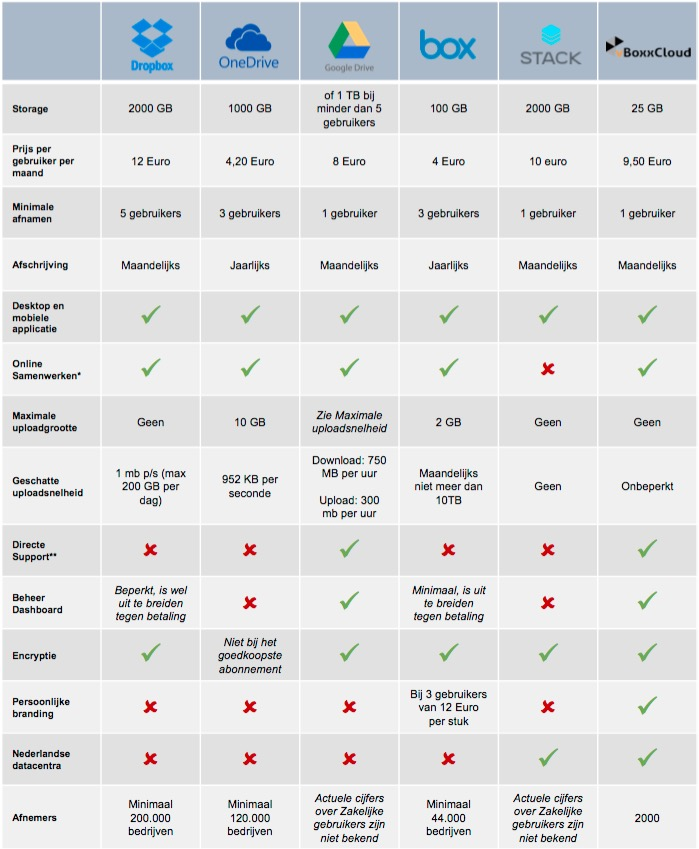 Dropbox OneDrive Google Drive box STACK BoxxCloud
Storage 2000 GB 1000 GB of 1 TB bij minder dan 5 gebruikers 100 GB 2000 GB 25 GB
Prijs per gebruiker per maand 12 Euro 4,20 Euro 8 Euro 4 Euro 10 euro 9,50 Euro
Minimale afnamen 5 gebruikers 3 gebruikers 1 gebruiker 3 gebruikers 1 gebruiker 1 gebruiker
Afschrijving Maandelijks Jaarlijks Maandelijks Jaarlijks Maandelijks Maandelijks
Desktop en mobiele applicatie
Online Samenwerken*
Maximale uploadgrootte Geen 10 GB Zie Maximale uploadsnelheid 2 GB Geen Geen
Geschatte uploadsnelheid 1 mb p/s (max 200 GB per dag) 952 KB per seconde Download: 750 MB per uur Upload: 300 mb per uur Maandelijks niet meer dan 10TB Geen Onbeperkt
Directe Support**
Beheer Dashboard Beperkt, is wel uit te breiden tegen betaling Minimaal, is uit te breiden tegen betaling
Encryptie Niet bij het goedkoopste abonnement
Persoonlijke branding Bij 3 gebruikers van 12 Euro per stuk
Nederlandse datacentra
Afnemers Minimaal 200.000 bedrijven Minimaal 120.000 bedrijven Actuele cijfers over Zakelijke gebruikers zijn niet bekend Minimaal 44.000 bedrijven Actuele cijfers over Zakelijke gebruikers zijn niet bekend 2000